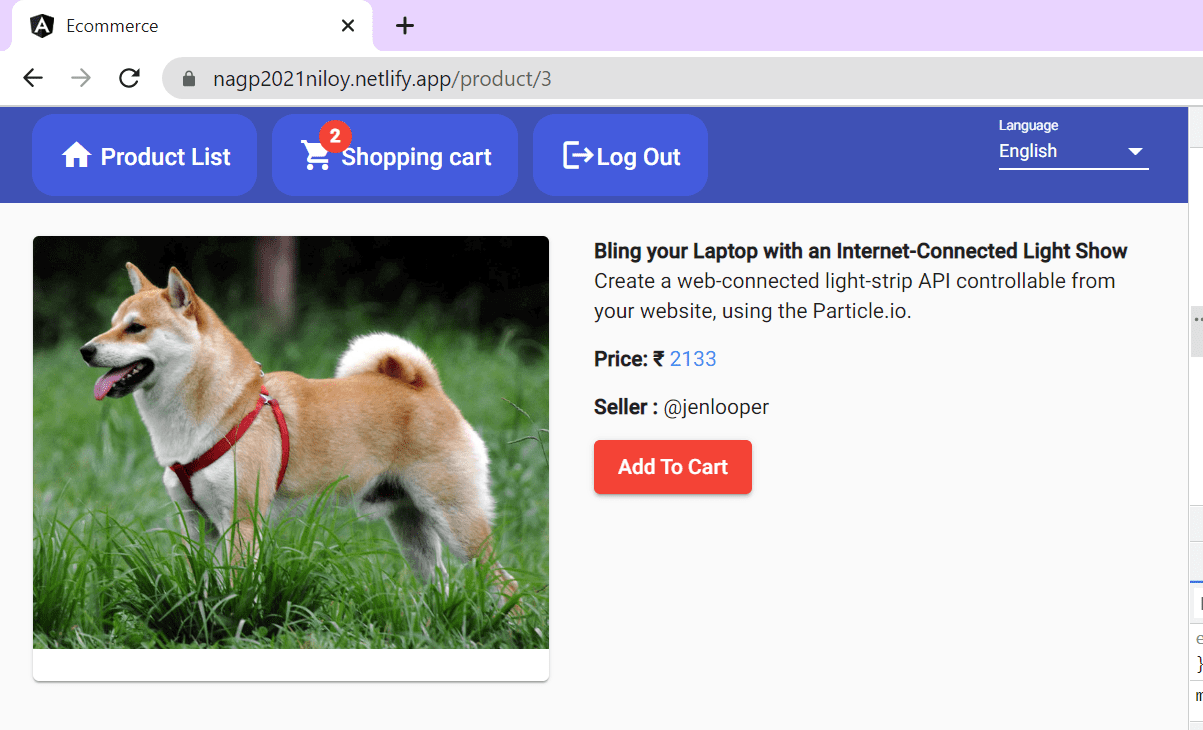 Ecommerce
nagp2021niloy.netlify.app/product/3
Product List
2
Shopping cart
Log Out
Language
English
Bling your Laptop with an Internet-Connected Light Show
Create a web-connected light-strip API controllable from
your website, using the Particle.io.
Price: ₹ 2133
Seller : @jenlooper
Add To Cart